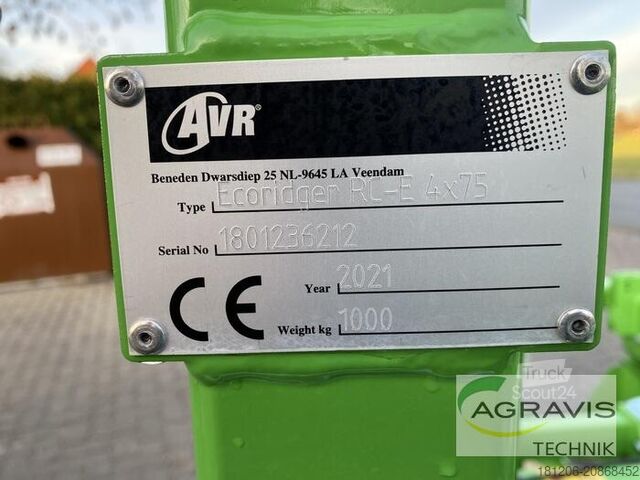 AVR®
Beneden Dwarsdiep 25 NL-9645 LA Veendam
Type Ecoridger RC-E 4x75
Serial No 1801236212
CE Year 2021
Weight kg 1000
Truck
Scout24
AGRAVIS
TECHNIK
181206-20868452